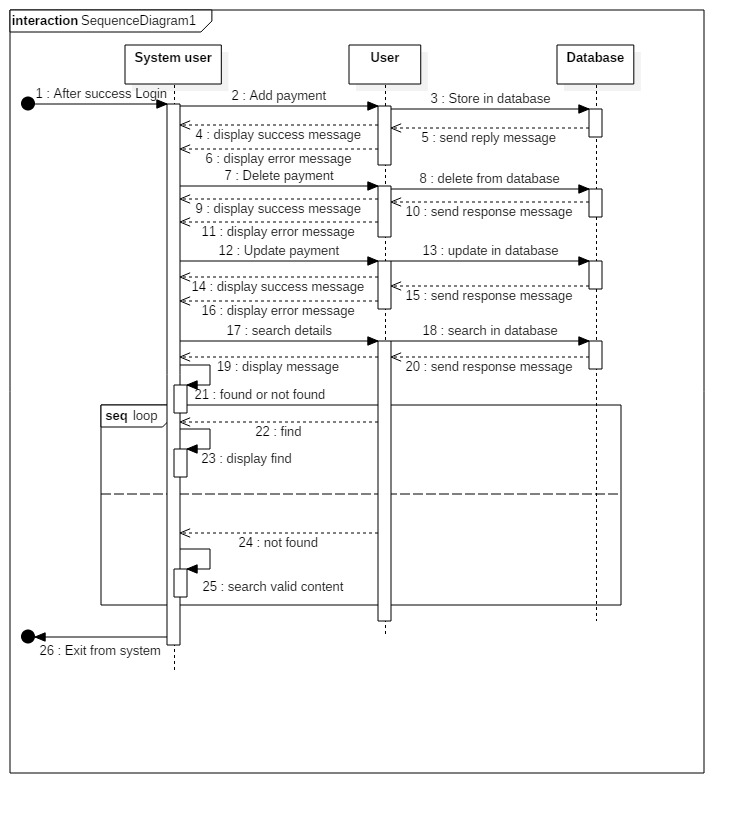 interaction SequenceDiagram1
System user
User
Database
1 : After success Login
2 : Add payment
3 : Store in database
4 : display success message
5 : send reply message
6 : display error message
7 : Delete payment
8 : delete from database
9 : display success message
10 : send response message
11 : display error message
12 : Update payment
13 : update in database
14 : display success message
15 : send response message
16 : display error message
17 : search details
18 : search in database
19 : display message
20 : send response message
21 : found or not found
seq loop
22 : find
23 : display find
24 : not found
25 : search valid content
26 : Exit from system